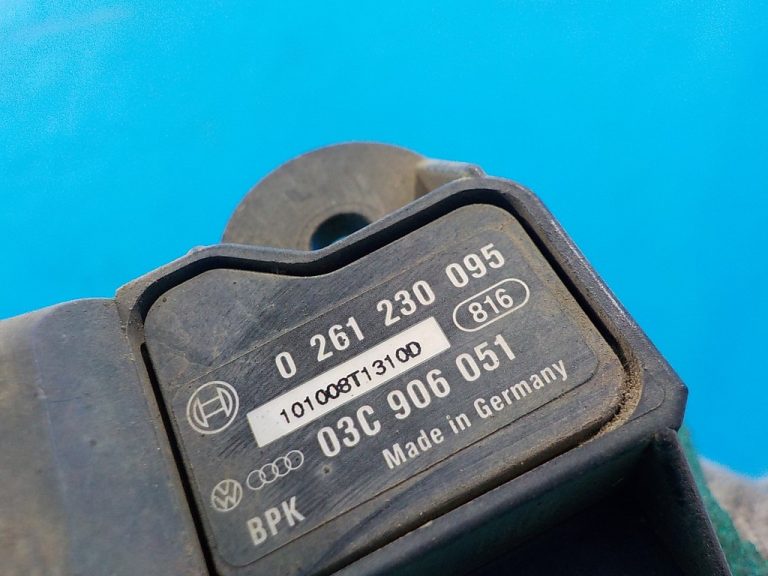 0 261 230 095
816
101008T1310D
03C 906 051
Made in Germany
BPK